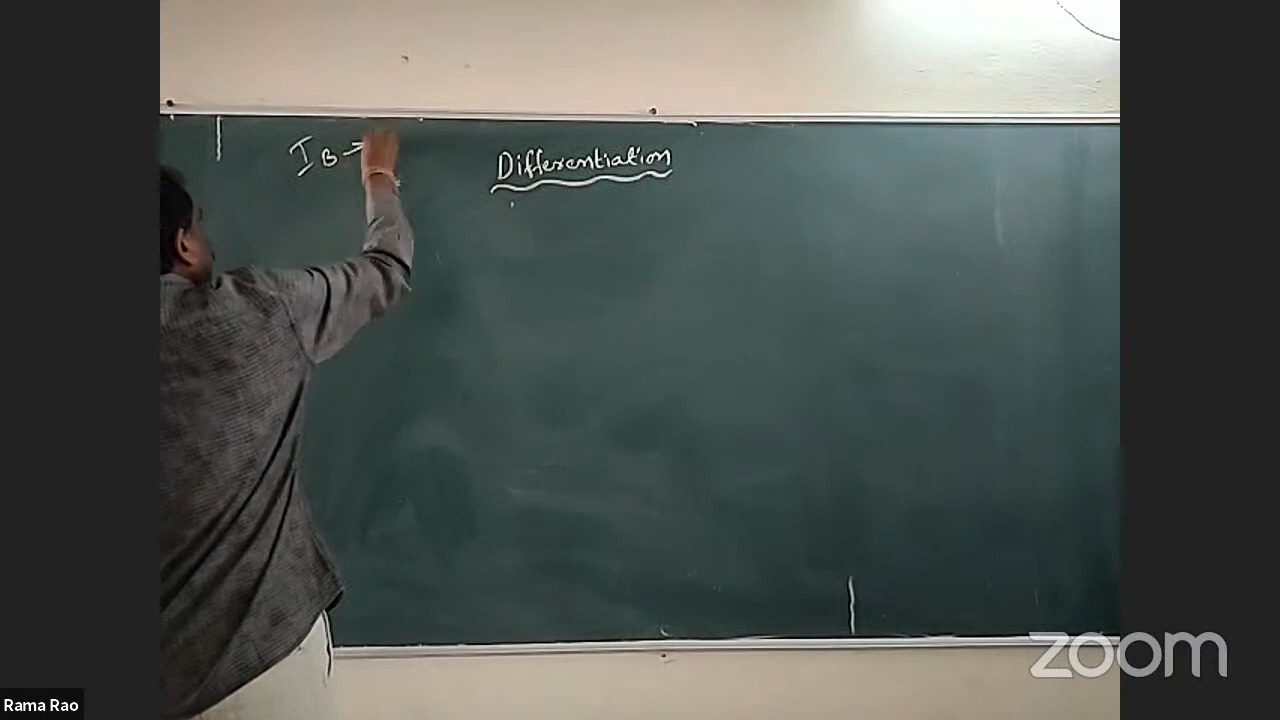 I B → Differentiation
zoom
Rama Rao